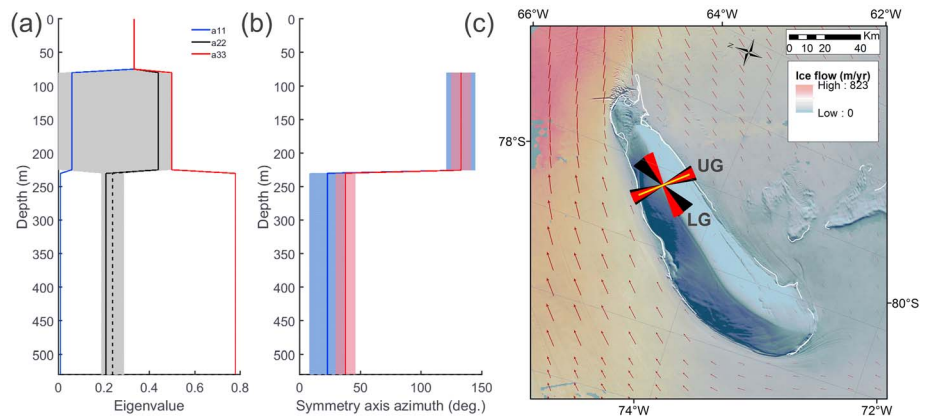 (a)
a11
a22
a33
0
50
100
150
200
250
300
350
400
450
500
Depth (m)
0 0.2 0.4 0.6 0.8
Eigenvalue
(b)
0
50
100
150
200
250
300
350
400
450
500
Depth (m)
0 50 100 150
Symmetry axis azimuth (deg.)
(c)
66°W 64°W 62°W
Km
0 10 20 40
Ice flow (m/yr)
High : 823
Low : 0
N
78°S
UG
LG
80°S
74°W 72°W